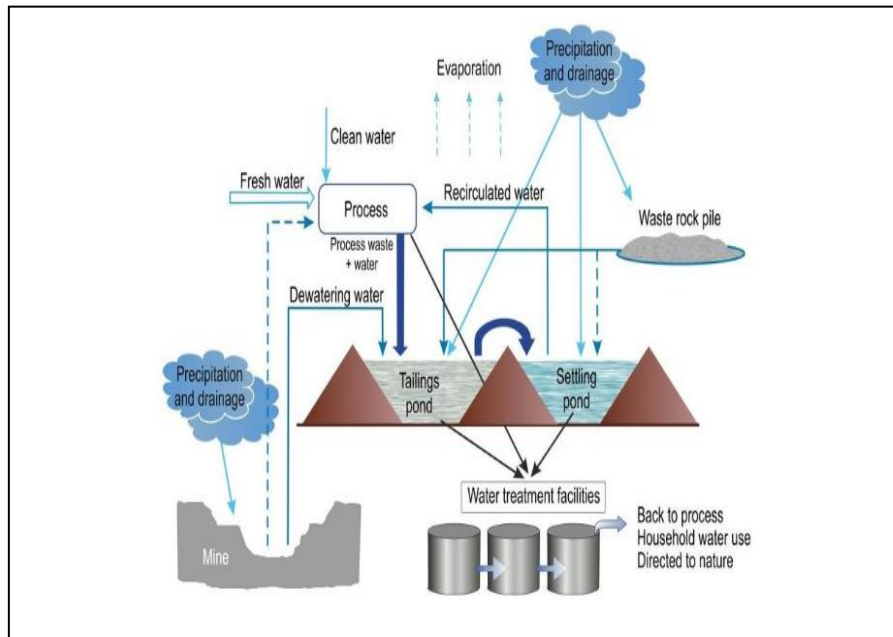 Precipitation
and drainage
Evaporation
Clean water
Fresh water
Process
Recirculated water
Waste rock pile
Process waste
+ water
Dewatering water
Precipitation
and drainage
Tailings
pond
Settling
pond
Water treatment facilities
Mine
Back to process
Household water use
Directed to nature